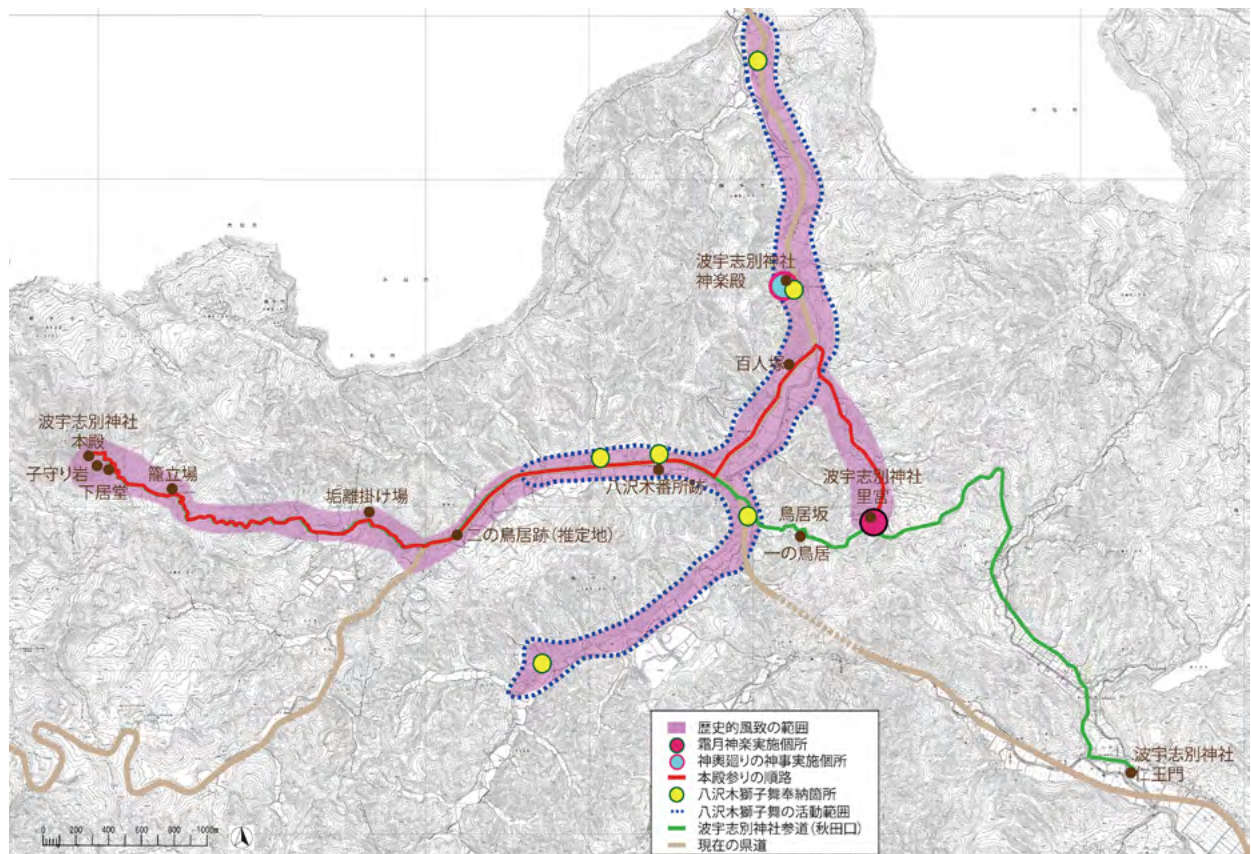 波宇志別神社
神楽殿
百人塚
波宇志別神社
本殿
子守り岩
下居堂
籠立場
垢離掛け場
二の鳥居跡(推定地)
八沢木番所跡
波宇志別神社
里宮
鳥居坂
一の鳥居
波宇志別神社
仁王門
歴史的風致の範囲
霜月神楽実施個所
神輿廻りの神事実施個所
本殿参りの順路
八沢木獅子舞奉納箇所
八沢木獅子舞の活動範囲
波宇志別神社参道(秋田口)
現在の県道
0 200 400 600 800 1000m